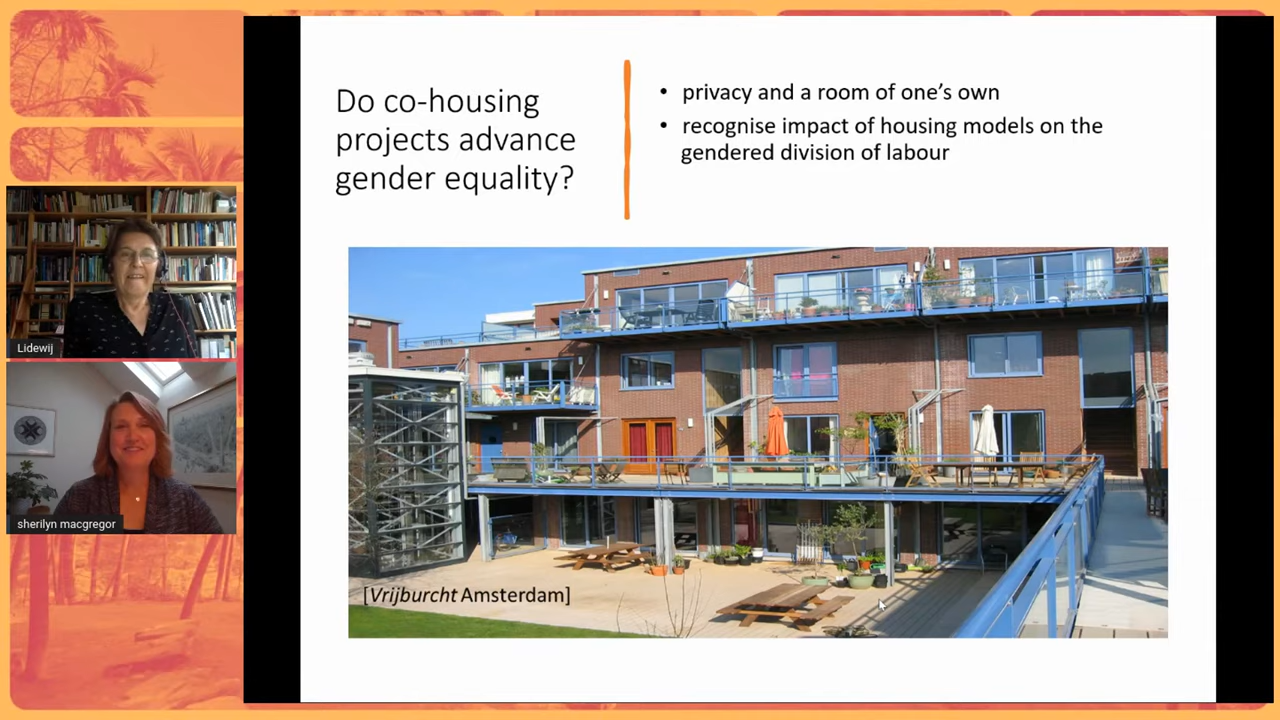 Do co-housing
projects advance
gender equality?
• privacy and a room of one’s own
• recognise impact of housing models on the
gendered division of labour
Lidewij
sherilyn macgregor
[Vrijburcht Amsterdam]